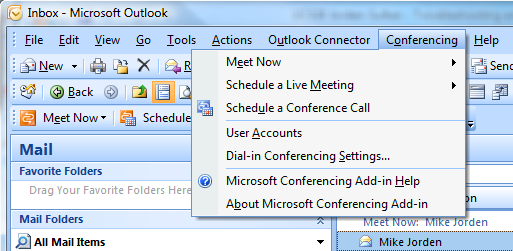 Inbox - Microsoft Outlook
File Edit View Go Tools Actions Outlook Connector Conferencing
New
Send
Back
Meet Now
Schedule
Meet Now
Schedule a Live Meeting
Schedule a Conference Call
User Accounts
Dial-in Conferencing Settings...
Microsoft Conferencing Add-in Help
About Microsoft Conferencing Add-in
Mail
Favorite Folders
Drag Your Favorite Folders Here
Mail Folders
All Mail Items
Meet Now: Mike Jorden
Mike Jorden